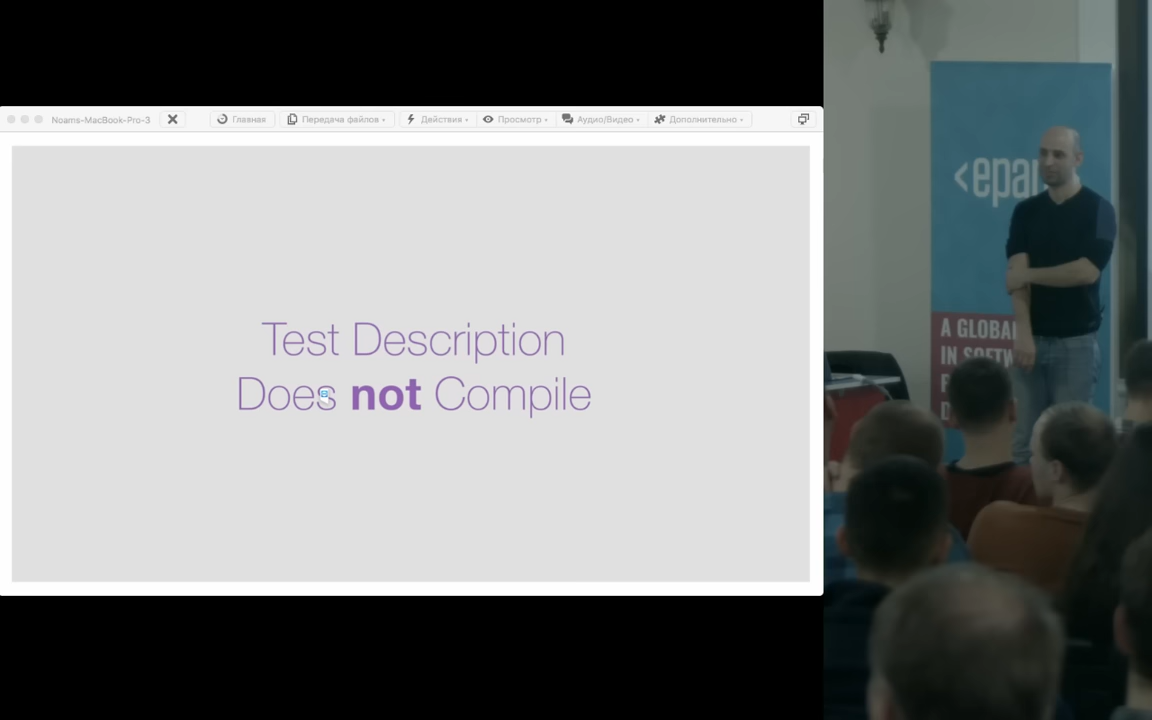 Noams-MacBook-Pro-3
Главная
Передача файлов
Действия
Просмотр
Аудио/Видео
Дополнительно
Test Description
Does not Compile
<epa
A GLOBAL
IN